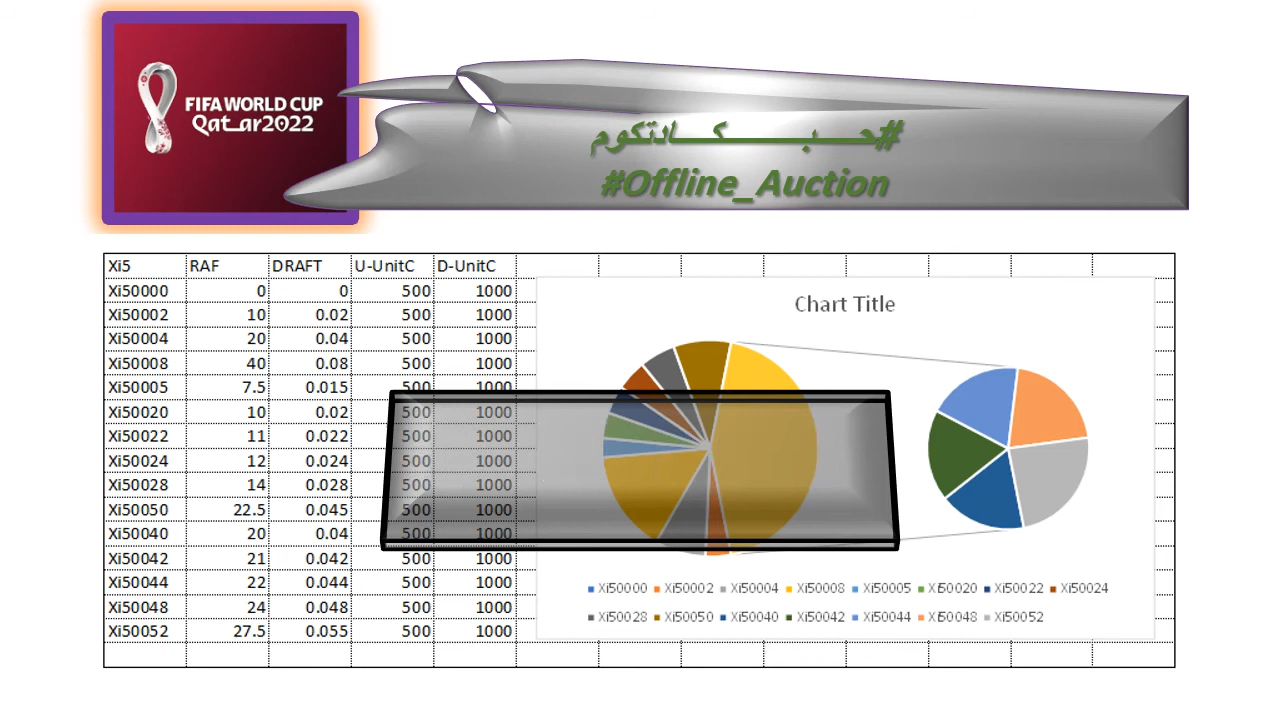 FIFA WORLD CUP
Qatar2022
#حبكادتكوم
#Offline_Auction
Xi5 RAF DRAFT U-UnitC D-UnitC
Xi50000 0 0 500 1000
Xi50002 10 0.02 500 1000
Xi50004 20 0.04 500 1000
Xi50008 40 0.08 500 1000
Xi50005 7.5 0.015 500 1000
Xi50020 10 0.02 500 1000
Xi50022 11 0.022 500 1000
Xi50024 12 0.024 500 1000
Xi50028 14 0.028 500 1000
Xi50050 22.5 0.045 500 1000
Xi50040 20 0.04 500 1000
Xi50042 21 0.042 500 1000
Xi50044 22 0.044 500 1000
Xi50048 24 0.048 500 1000
Xi50052 27.5 0.055 500 1000
Chart Title
Xi50000 Xi50002 Xi50004 Xi50008 Xi50005 Xi50020 Xi50022 Xi50024
Xi50028 Xi50050 Xi50040 Xi50042 Xi50044 Xi50048 Xi50052